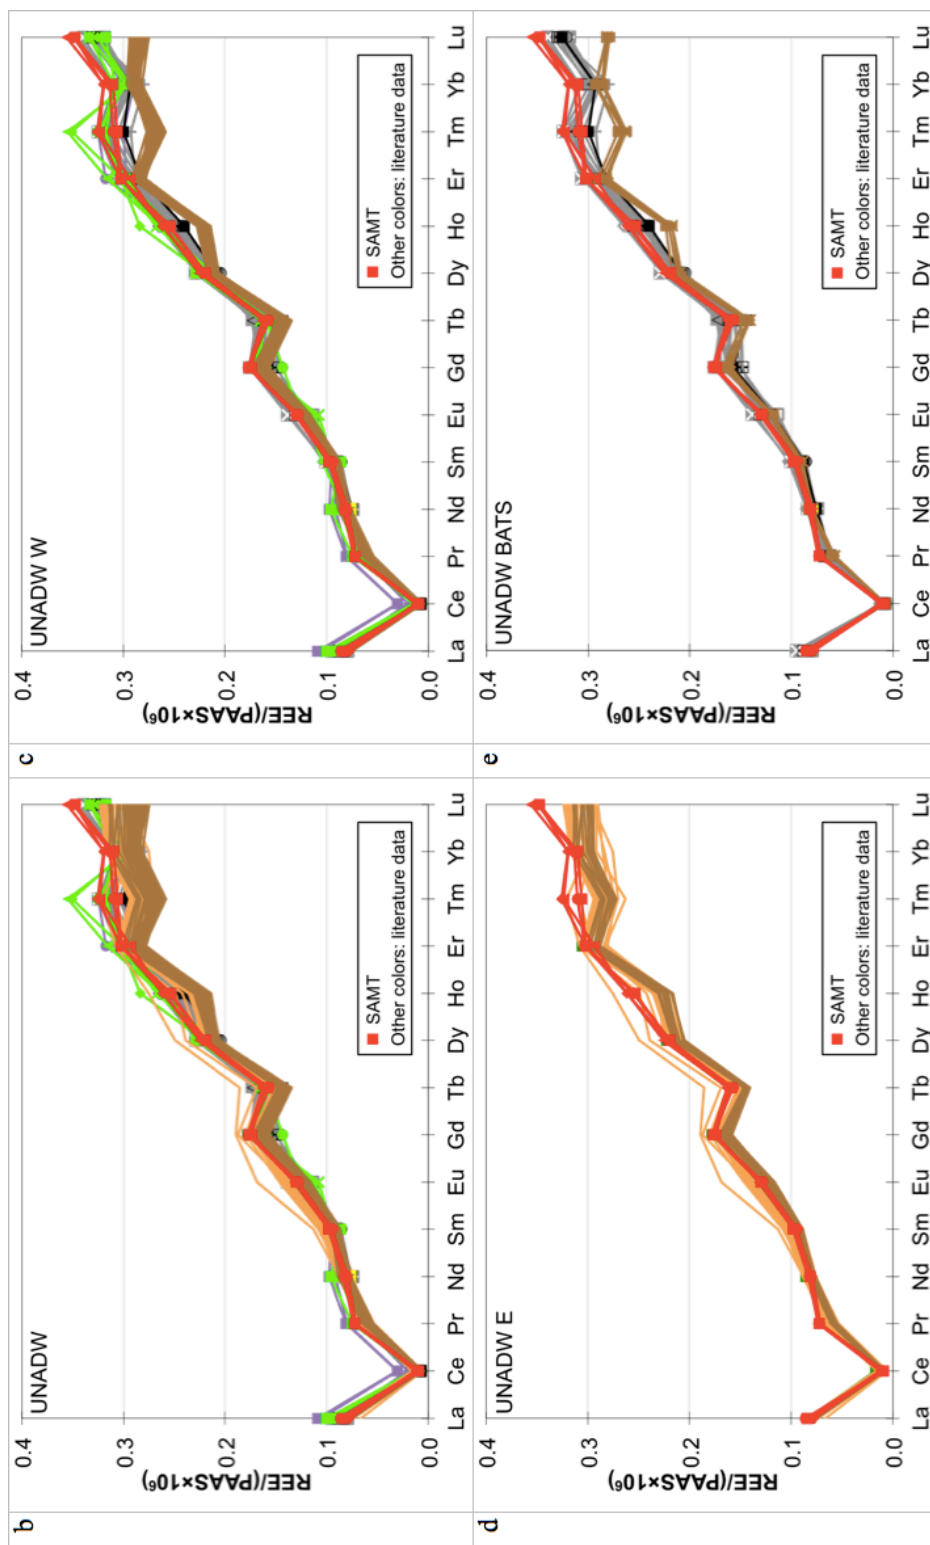 b
UNADW
REE/(PAAS×10⁶)
0.4
0.3
0.2
0.1
0.0
La Ce Pr Nd Sm Eu Gd Tb Dy Ho Er Tm Yb Lu
SAMT
Other colors: literature data
c
UNADW W
REE/(PAAS×10⁶)
0.4
0.3
0.2
0.1
0.0
La Ce Pr Nd Sm Eu Gd Tb Dy Ho Er Tm Yb Lu
SAMT
Other colors: literature data
d
UNADW E
REE/(PAAS×10⁶)
0.4
0.3
0.2
0.1
0.0
La Ce Pr Nd Sm Eu Gd Tb Dy Ho Er Tm Yb Lu
SAMT
Other colors: literature data
e
UNADW BATS
REE/(PAAS×10⁶)
0.4
0.3
0.2
0.1
0.0
La Ce Pr Nd Sm Eu Gd Tb Dy Ho Er Tm Yb Lu
SAMT
Other colors: literature data